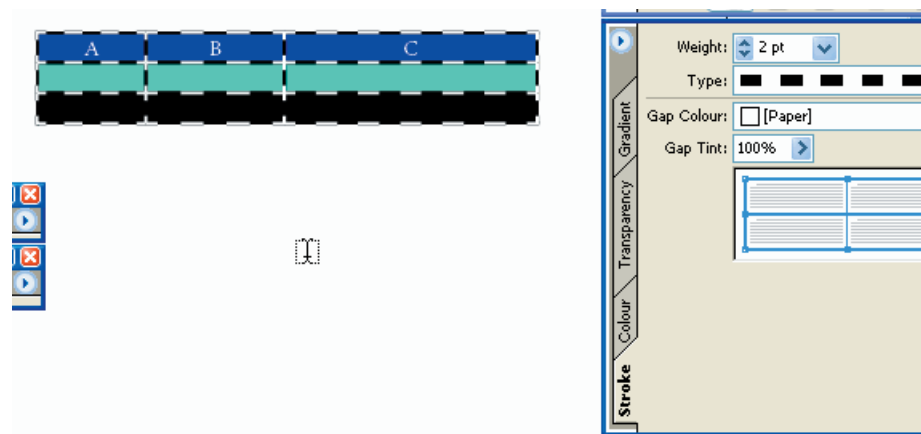 A B C
Weight: 2 pt
Type:
Gap Colour: [Paper]
Gap Tint: 100%
Gradient
Transparency
Colour
Stroke